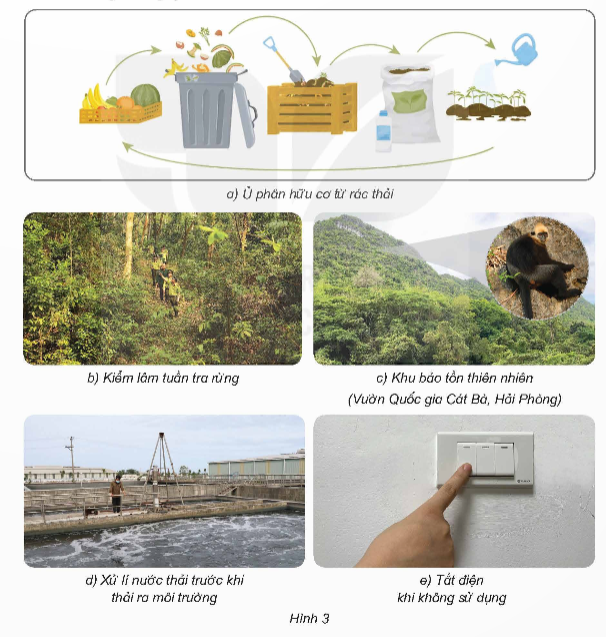 a) Ủ phân hữu cơ từ rác thải
b) Kiểm lâm tuần tra rừng
c) Khu bảo tồn thiên nhiên
(Vườn Quốc gia Cát Bà, Hải Phòng)
d) Xử lí nước thải trước khi
thải ra môi trường
e) Tắt điện
khi không sử dụng
Hình 3